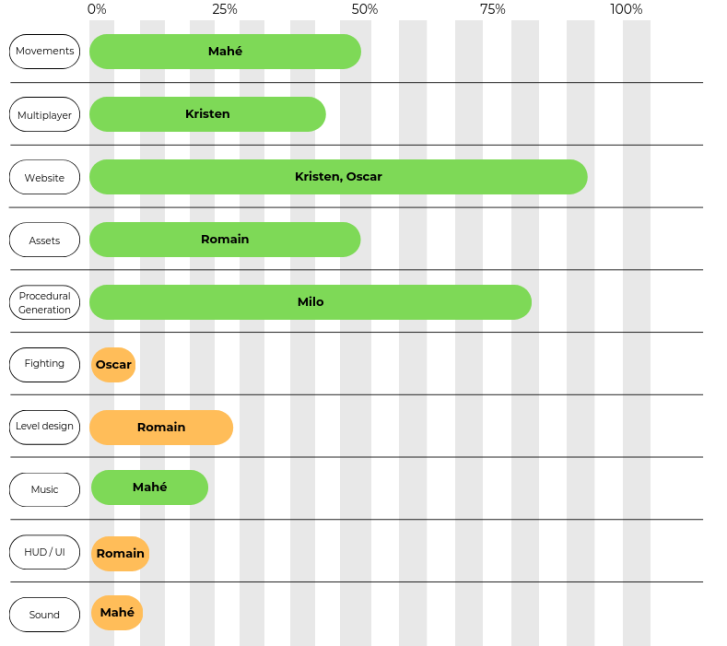 0% 25% 50% 75% 100%
Movements Mahé
Multiplayer Kristen
Website Kristen, Oscar
Assets Romain
Procedural
Generation Milo
Fighting Oscar
Level design Romain
Music Mahé
HUD / UI Romain
Sound Mahé